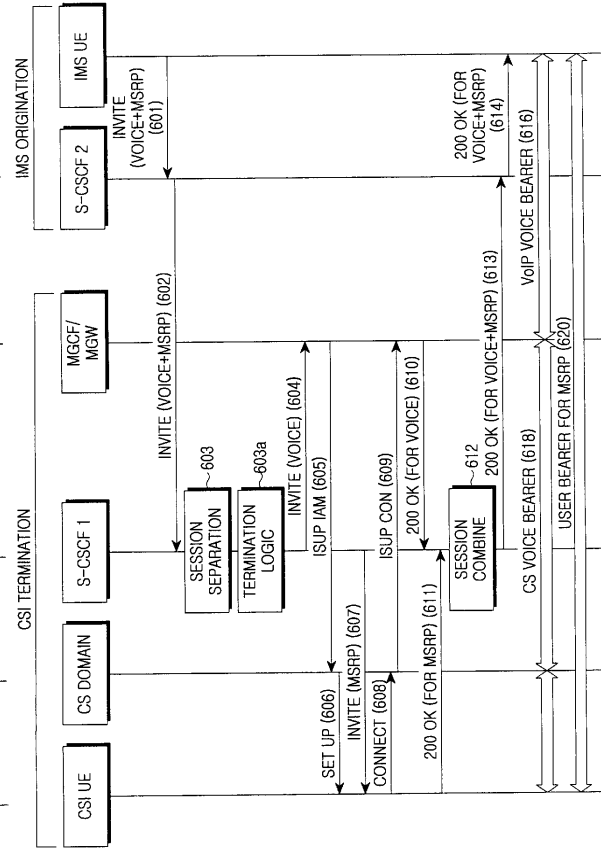 CSI TERMINATION
IMS ORIGINATION
CSI UE
CS DOMAIN
S-CSCF 1
MGCF/
MGW
S-CSCF 2
IMS UE
INVITE
(VOICE+MSRP)
(601)
INVITE (VOICE+MSRP) (602)
SESSION
SEPARATION
603
TERMINATION
LOGIC
603a
INVITE (VOICE) (604)
ISUP IAM (605)
SET UP (606)
INVITE (MSRP) (607)
CONNECT (608)
ISUP CON (609)
200 OK (FOR VOICE) (610)
200 OK (FOR MSRP) (611)
SESSION
COMBINE
612
200 OK (FOR VOICE+MSRP) (613)
200 OK (FOR
VOICE+MSRP)
(614)
VoIP VOICE BEARER (616)
CS VOICE BEARER (618)
USER BEARER FOR MSRP (620)